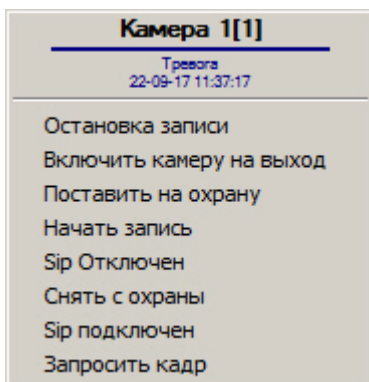 Камера 1[1]
Тревога
22-09-17 11:37:17
Остановка записи
Включить камеру на выход
Поставить на охрану
Начать запись
Sip Отключен
Снять с охраны
Sip подключен
Запросить кадр